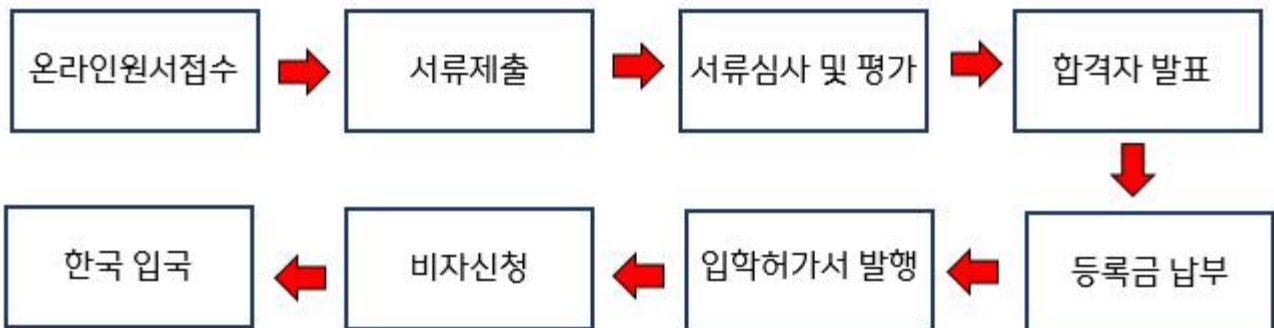 온라인원서접수
서류제출
서류심사 및 평가
합격자 발표
등록금 납부
입학허가서 발행
비자신청
한국 입국